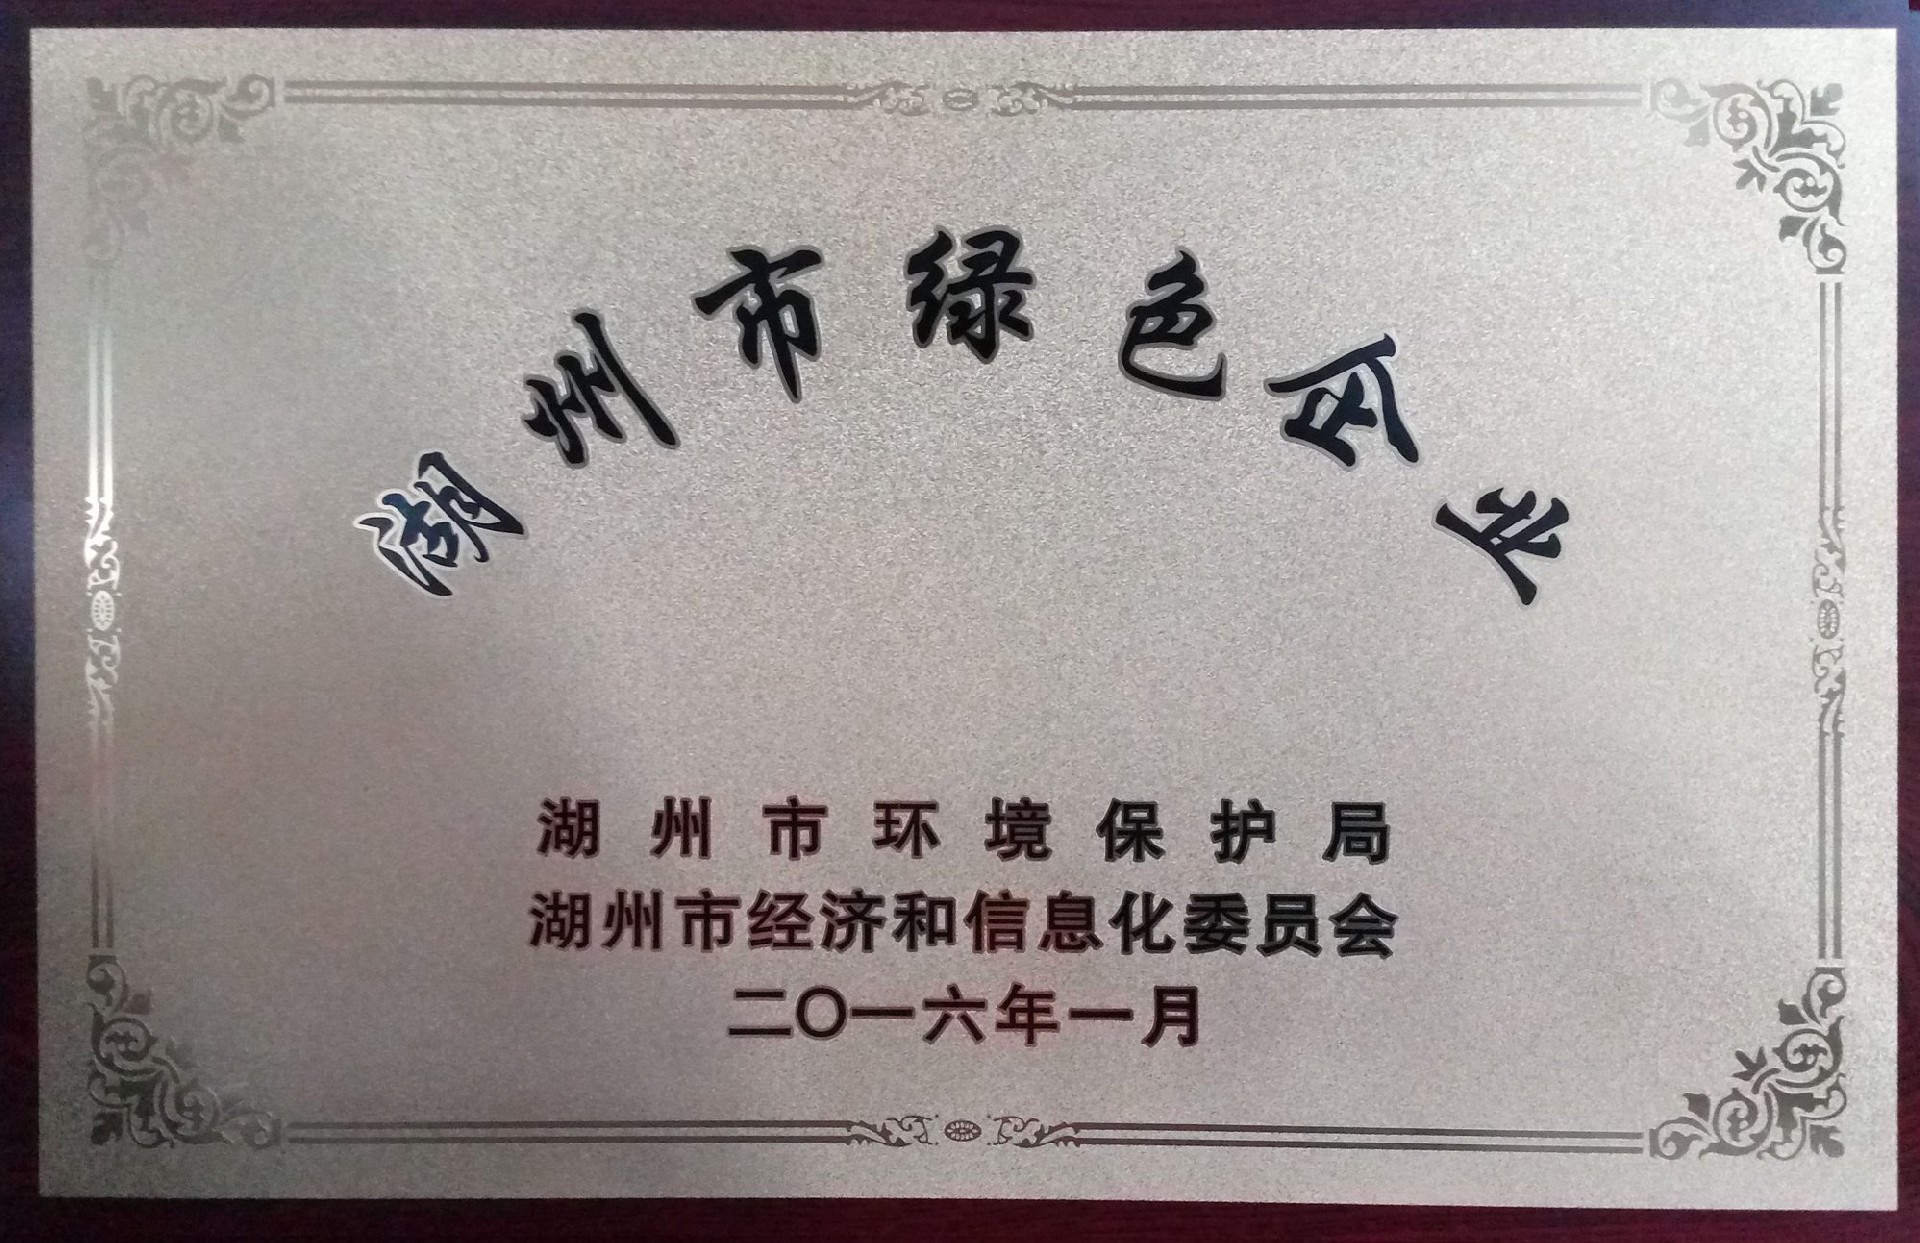 湖州市绿色企业
湖州市环境保护局
湖州市经济和信息化委员会
二〇一六年一月